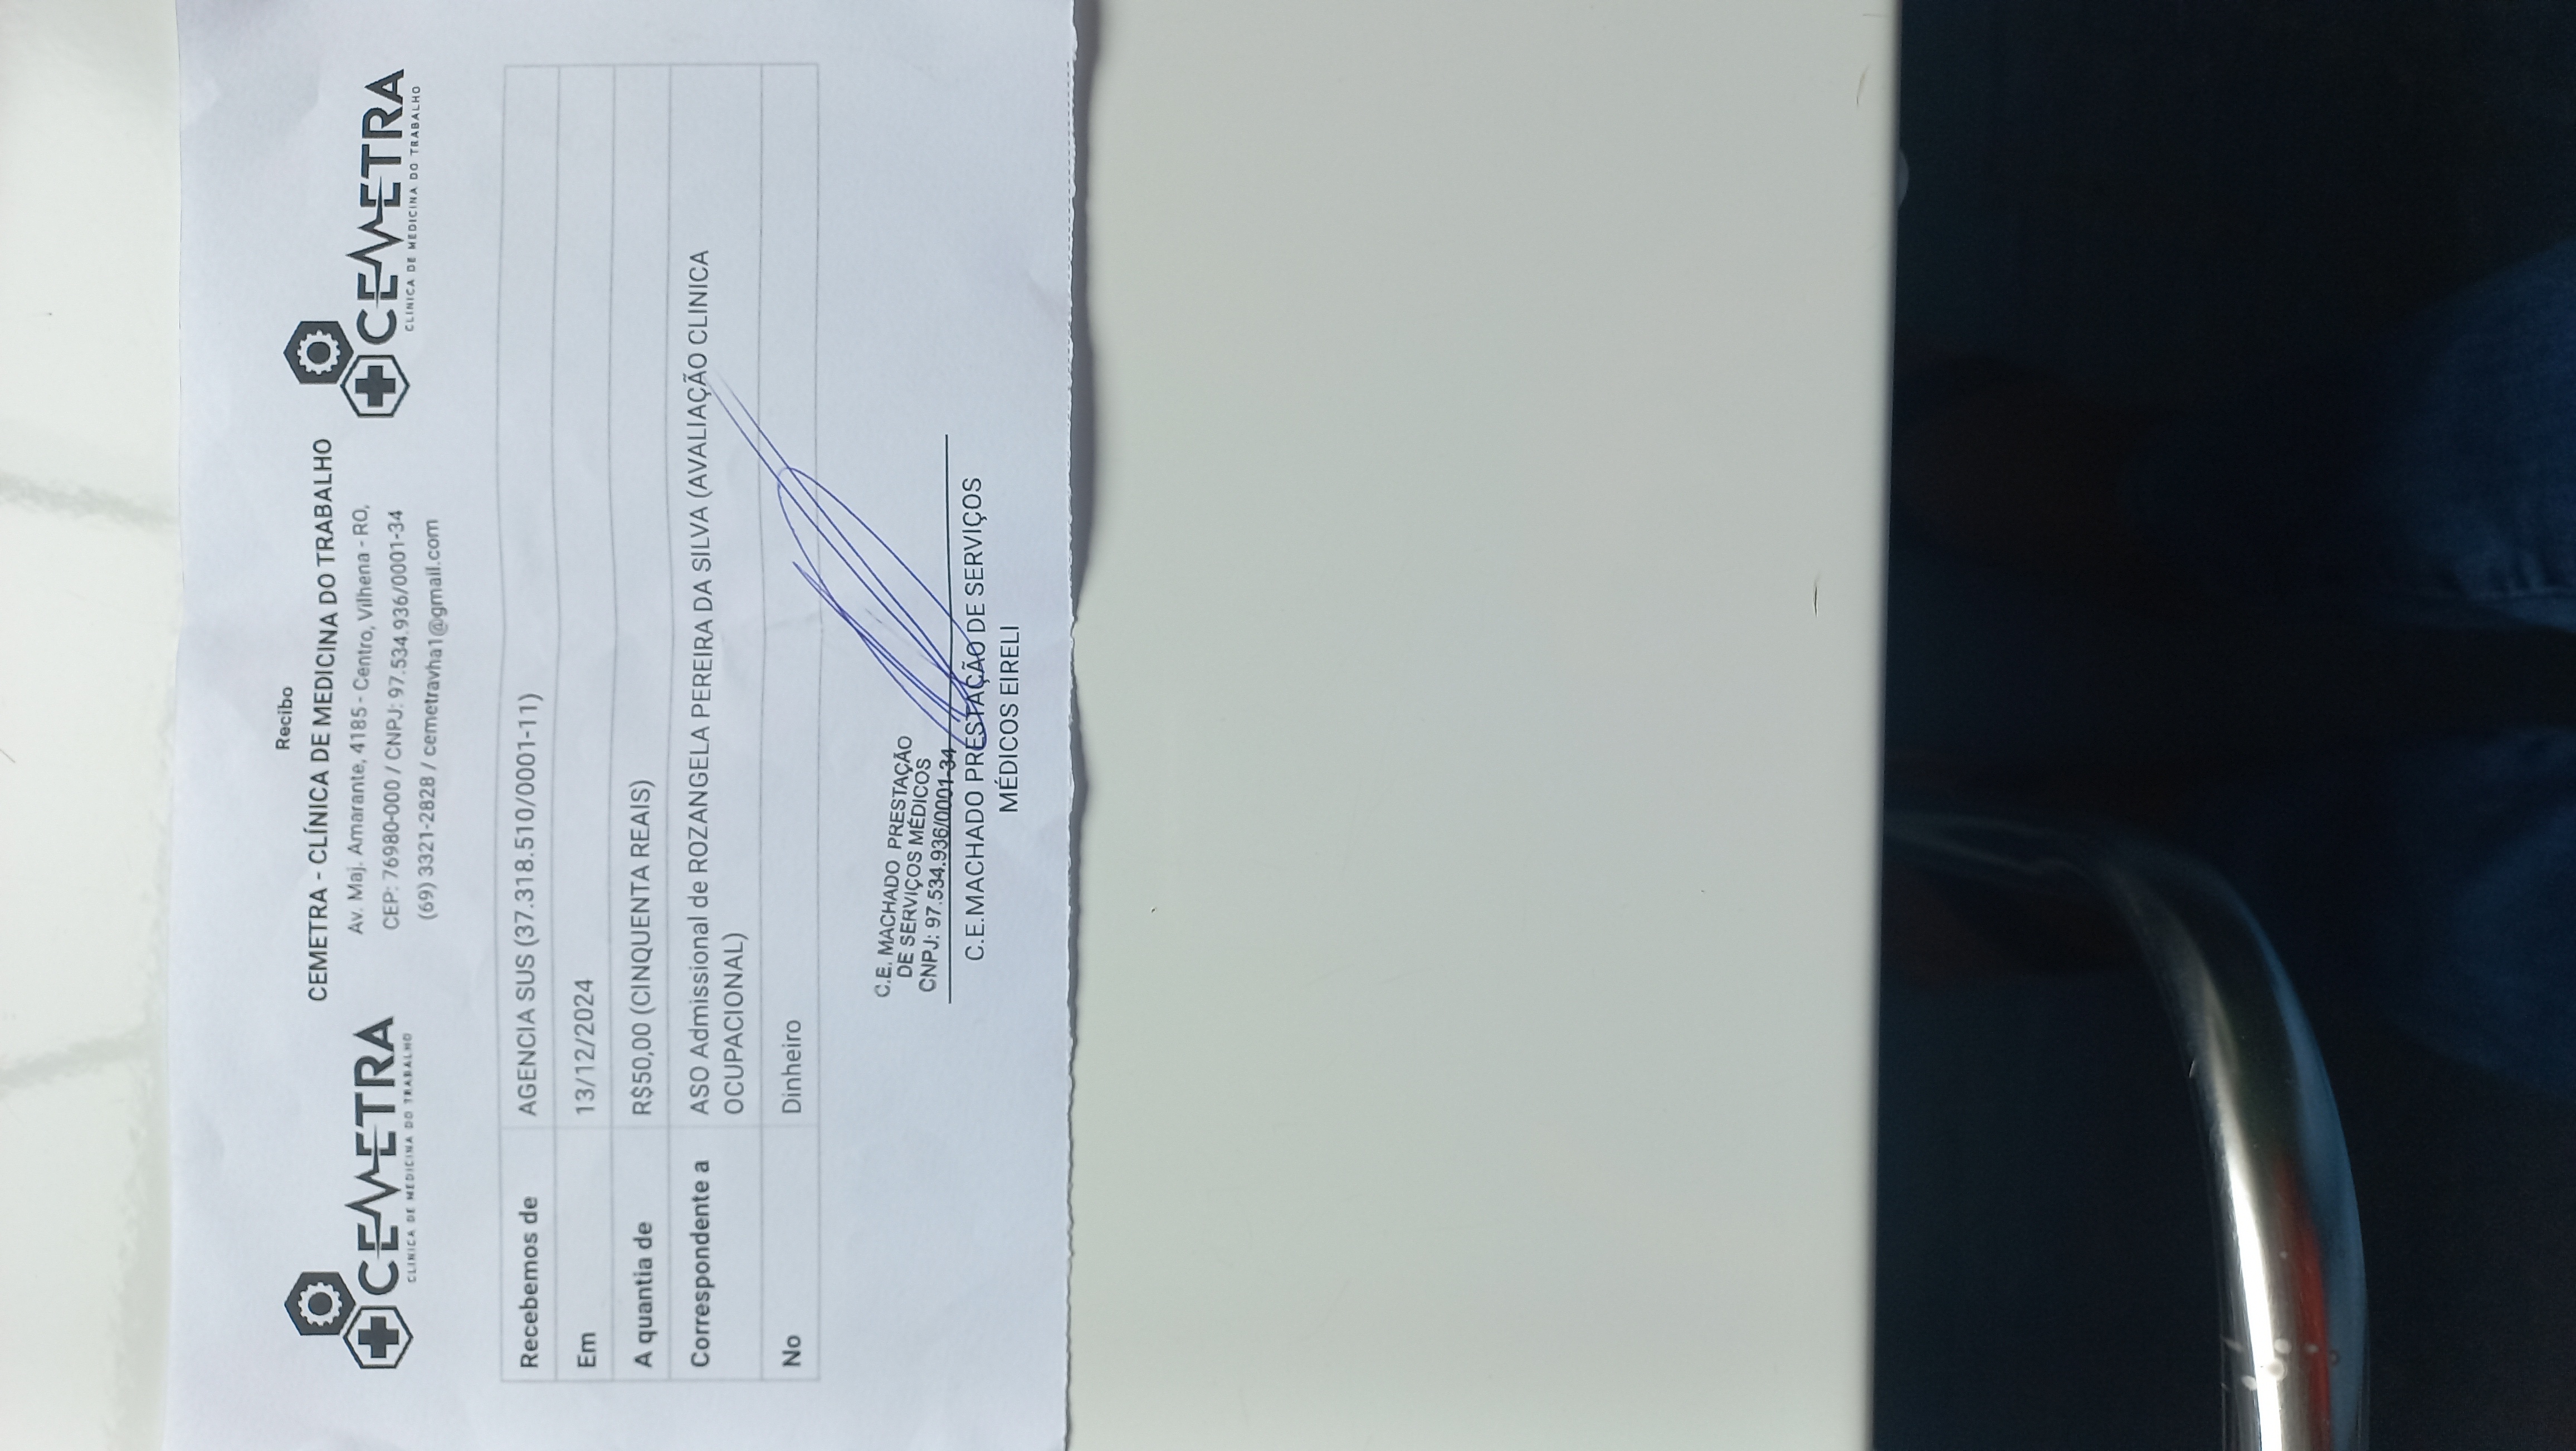 Recibo
CEMETRA - CLÍNICA DE MEDICINA DO TRABALHO
Av. Maj. Amarante, 4185 - Centro, Vilhena - RO,
CEP: 76980-000 / CNPJ: 97.534.936/0001-34
(69) 3321-2828 / cemetravha1@gmail.com
CEMETRA
CLINICA DE MEDICINA DO TRABALHO
CEMETRA
CLINICA DE MEDICINA DO TRABALHO
Recebemos de AGENCIA SUS (37.318.510/0001-11)
Em 13/12/2024
A quantia de R$50,00 (CINQUENTA REAIS)
Correspondente a ASO Admissional de ROZANGELA PEREIRA DA SILVA (AVALIAÇÃO CLINICA
OCUPACIONAL)
No Dinheiro
C.E. MACHADO PRESTAÇÃO
DE SERVIÇOS MÉDICOS
CNPJ: 97.534.936/0001-34
C.E.MACHADO PRESTAÇÃO DE SERVIÇOS
MÉDICOS EIRELI